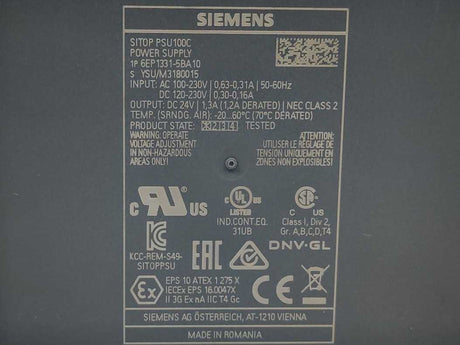 SIEMENS
SITOP PSU100C
POWER SUPPLY
1P 6EP1331-5BA10
S YSU/M3180015
INPUT: AC 100-230V | 0,63-0,31A | 50-60Hz
DC 120-230V | 0,30-0,16A
OUTPUT: DC 24V | 1,3A (1,2A DERATED) | NEC CLASS 2
TEMP. (SRNDG. AIR): -20...60°C (70°C DERATED)
PRODUCT STATE: TESTED
WARNING: OPERATE
VOLTAGE ADJUSTMENT
IN NON-HAZARDOUS
AREAS ONLY!
ATTENTION:
UTILISER LE RÉGLAGE DE
TENSION UNIQUEMENT EN
ZONES NON EXPLOSIBLES!
C RU US
C UL US
LISTED
IND.CONT.EQ.
31UB
SA
C US
Class I, Div 2,
Gr. A,B,C,D,T4
KCC-REM-S49-
SITOPPSU
EAC
DNV·GL
Ex
EPS 10 ATEX 1 275 X
IECEx EPS 16.0047X
II 3G Ex nA IIC T4 Gc
CE
SIEMENS AG ÖSTERREICH, AT-1210 VIENNA
MADE IN ROMANIA